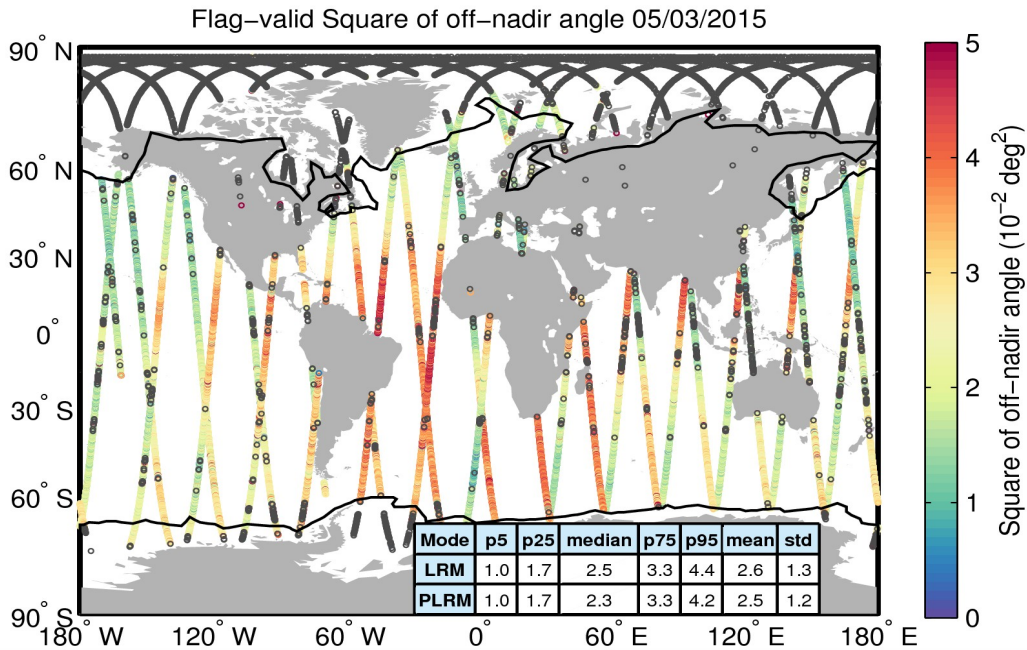 Flag−valid Square of off−nadir angle 05/03/2015
90° N
60° N
30° N
0°
30° S
60° S
90° S
180° W
120° W
60° W
0°
60° E
120° E
180° E
Mode p5 p25 median p75 p95 mean std
LRM 1.0 1.7 2.5 3.3 4.4 2.6 1.3
PLRM 1.0 1.7 2.3 3.3 4.2 2.5 1.2
5
4
3
2
1
0
Square of off−nadir angle (10⁻² deg²)